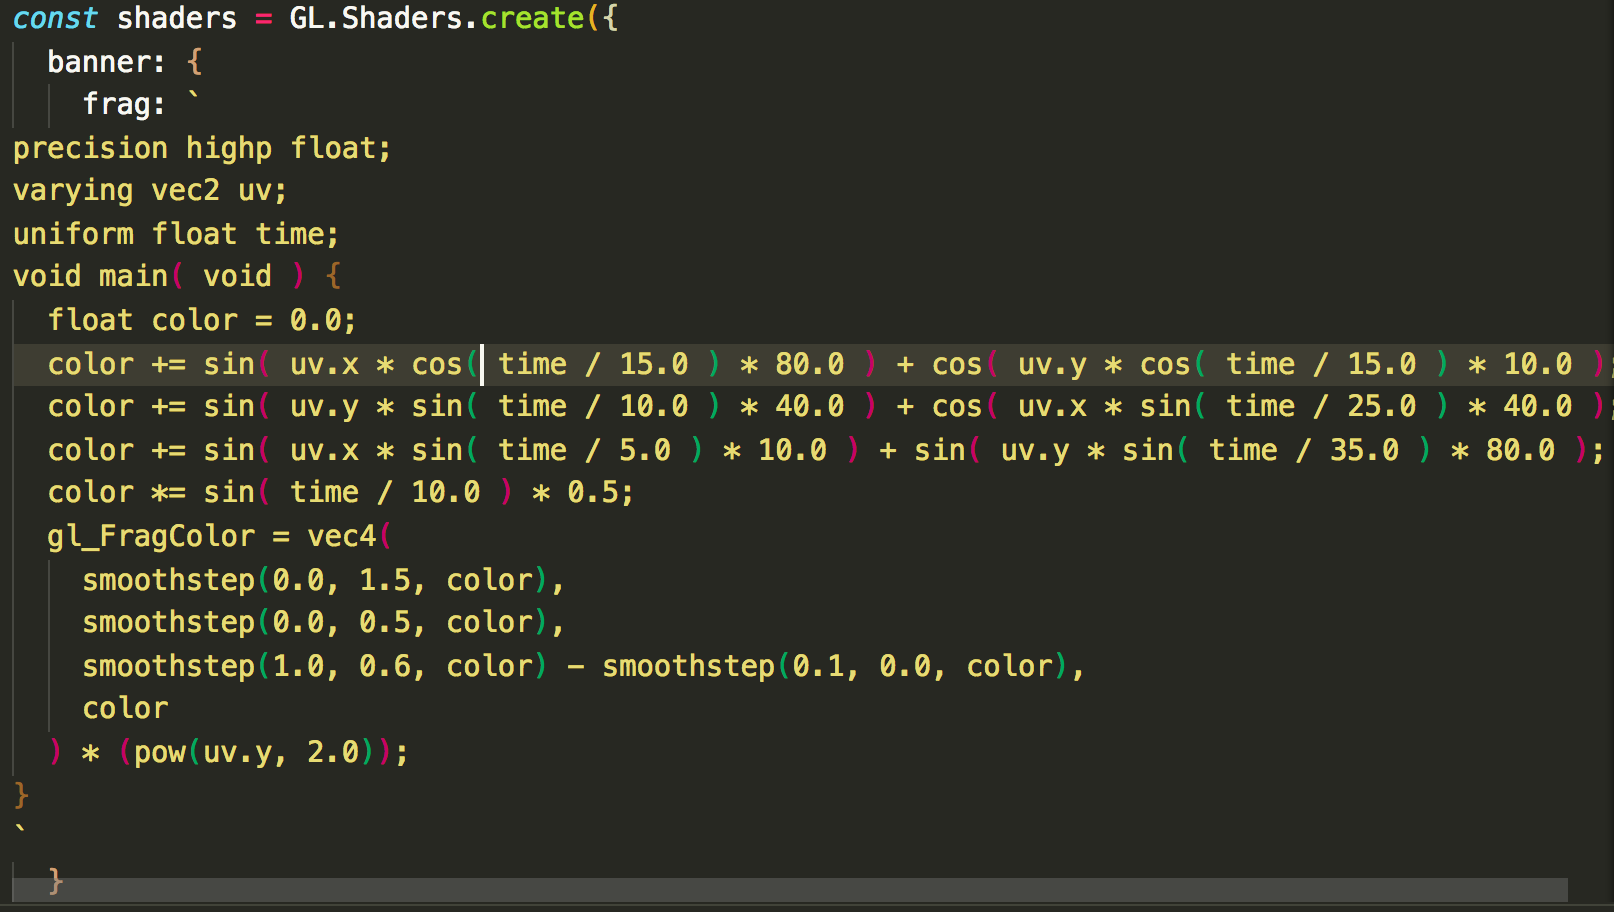 const shaders = GL.Shaders.create({
  banner: {
    frag: `
precision highp float;
varying vec2 uv;
uniform float time;
void main( void ) {
  float color = 0.0;
  color += sin( uv.x * cos( time / 15.0 ) * 80.0 ) + cos( uv.y * cos( time / 15.0 ) * 10.0 );
  color += sin( uv.y * sin( time / 10.0 ) * 40.0 ) + cos( uv.x * sin( time / 25.0 ) * 40.0 );
  color += sin( uv.x * sin( time / 5.0 ) * 10.0 ) + sin( uv.y * sin( time / 35.0 ) * 80.0 );
  color *= sin( time / 10.0 ) * 0.5;
  gl_FragColor = vec4(
    smoothstep(0.0, 1.5, color),
    smoothstep(0.0, 0.5, color),
    smoothstep(1.0, 0.6, color) - smoothstep(0.1, 0.0, color),
    color
  ) * (pow(uv.y, 2.0));
}
`
  }